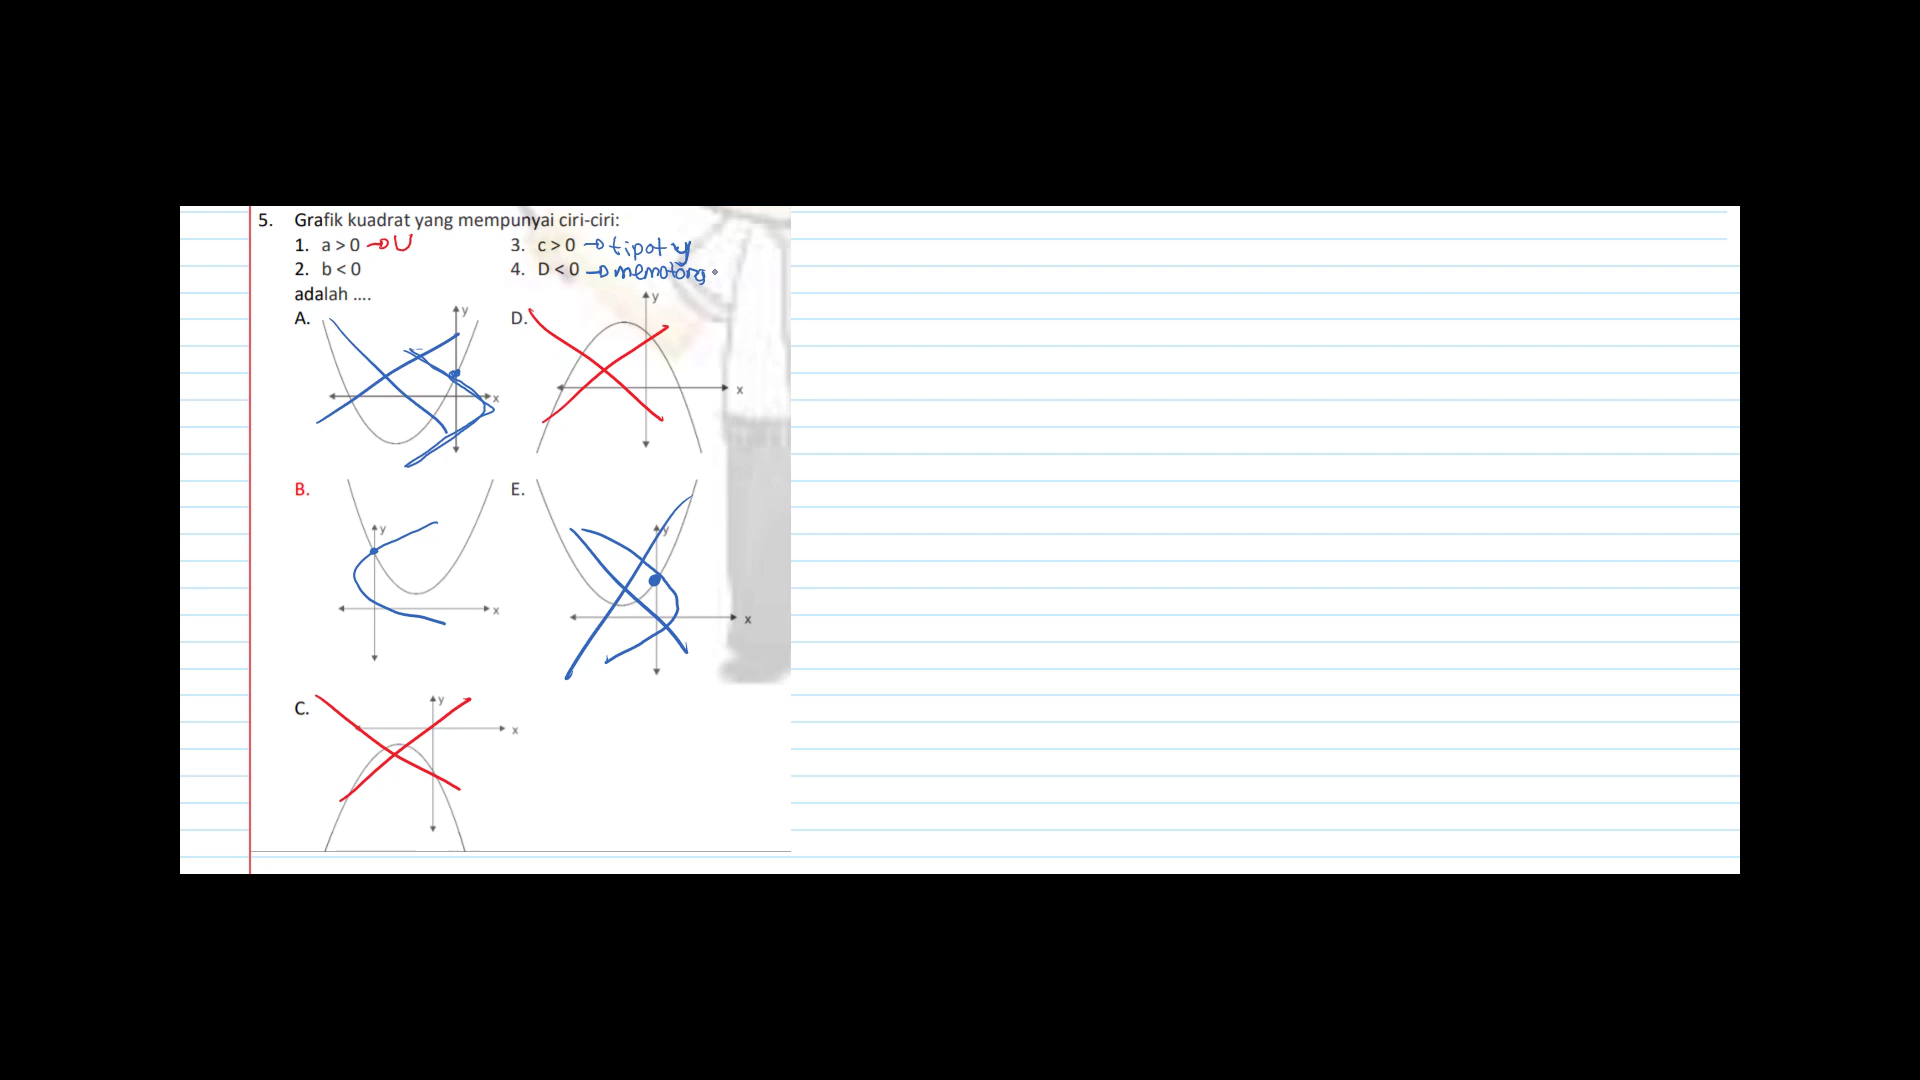 5. Grafik kuadrat yang mempunyai ciri-ciri:
1. a > 0 → U
3. c > 0 → tipot y
2. b < 0
4. D < 0 → memotong
adalah ....
A.
y
x
D.
y
x
B.
y
x
E.
y
x
C.
y
x